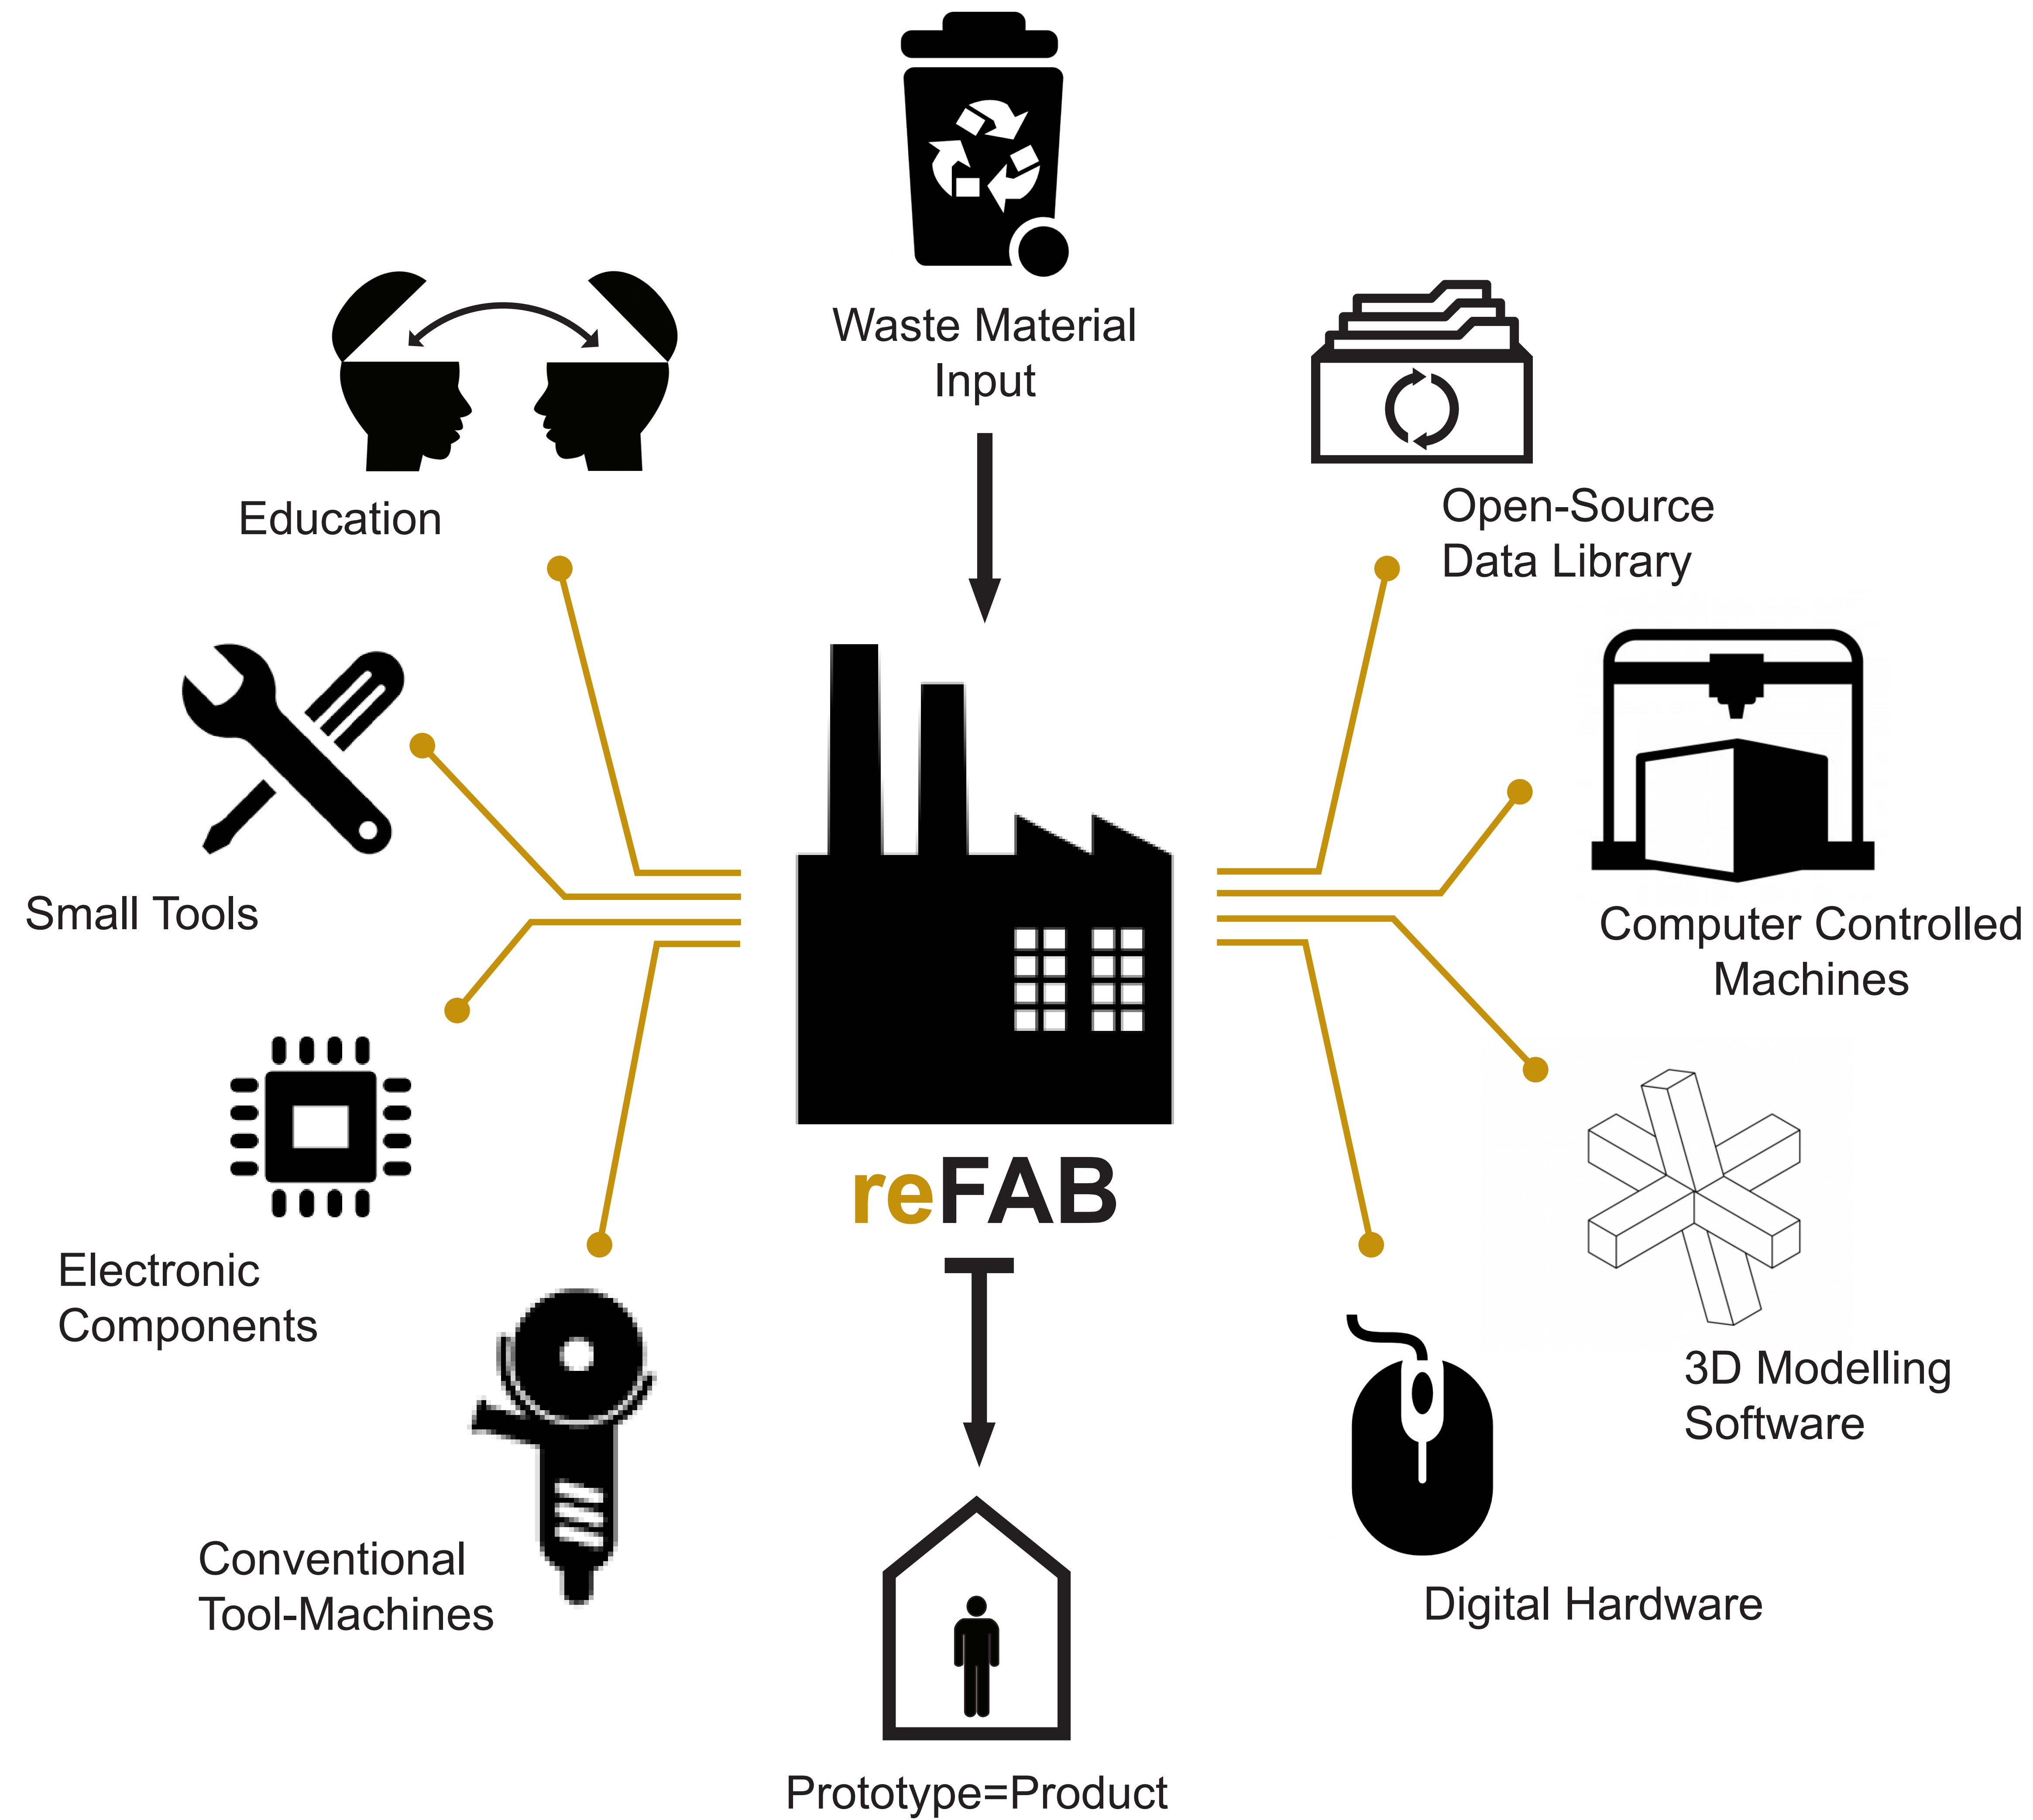 Waste Material
Input
Education
Open-Source
Data Library
Small Tools
Computer Controlled
Machines
reFAB
Electronic
Components
3D Modelling
Software
Conventional
Tool-Machines
Digital Hardware
Prototype=Product